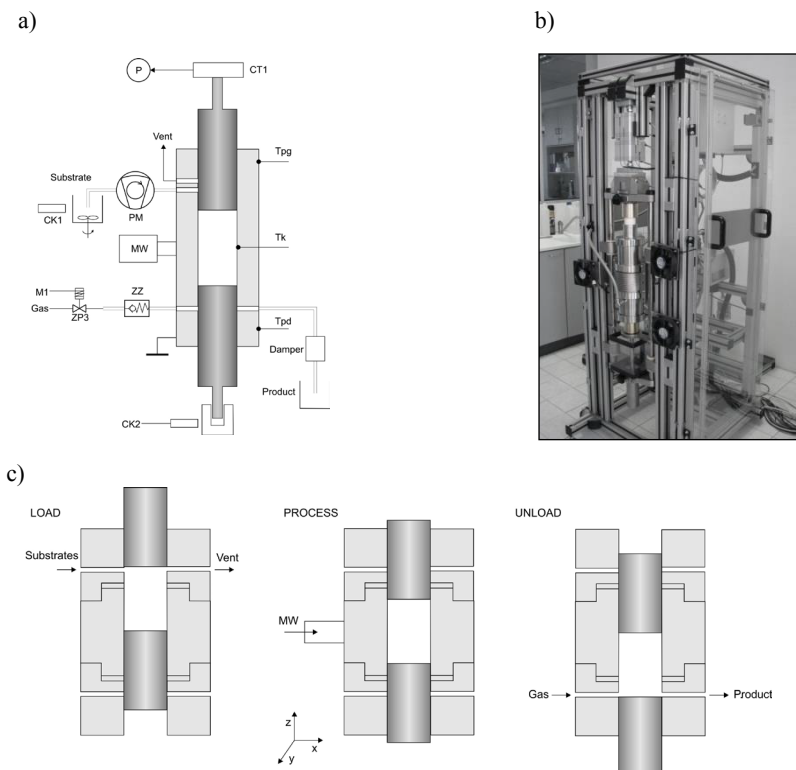 a)
b)
P
CT1
Vent
Tpg
Substrate
CK1
PM
MW
Tk
M1
Gas
ZP3
ZZ
Tpd
Damper
Product
CK2
c)
LOAD
PROCESS
UNLOAD
Substrates
Vent
MW
Gas
Product
z
x
y